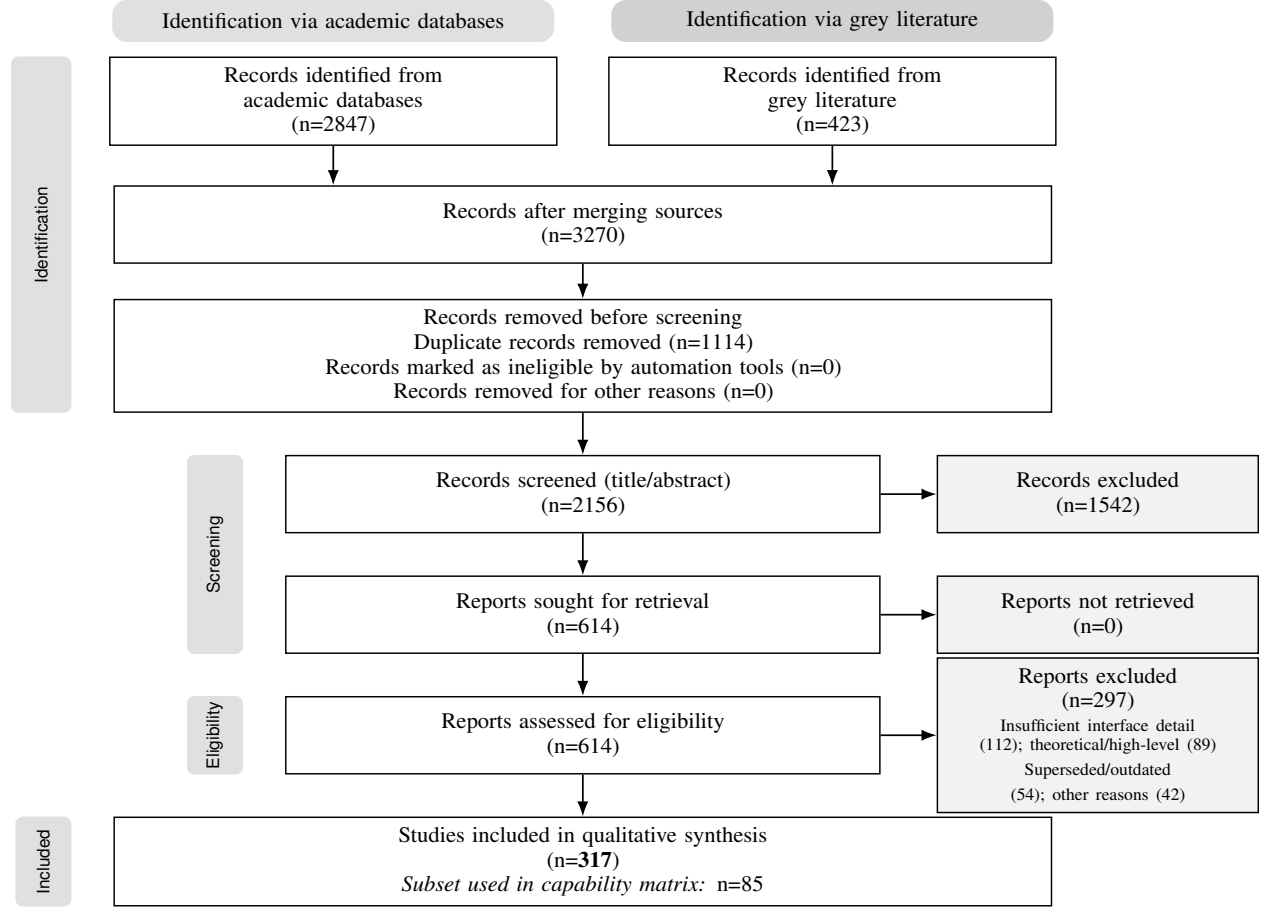 Identification via academic databases
Identification via grey literature
Identification
Records identified from
academic databases
(n=2847)
Records identified from
grey literature
(n=423)
Records after merging sources
(n=3270)
Records removed before screening
Duplicate records removed (n=1114)
Records marked as ineligible by automation tools (n=0)
Records removed for other reasons (n=0)
Screening
Records screened (title/abstract)
(n=2156)
Records excluded
(n=1542)
Reports sought for retrieval
(n=614)
Reports not retrieved
(n=0)
Eligibility
Reports assessed for eligibility
(n=614)
Reports excluded
(n=297)
Insufficient interface detail
(112); theoretical/high-level (89)
Superseded/outdated
(54); other reasons (42)
Included
Studies included in qualitative synthesis
(n=317)
Subset used in capability matrix: n=85